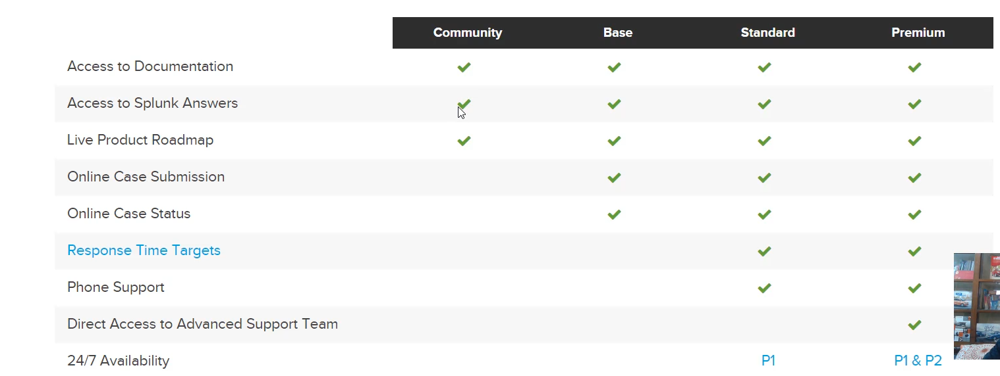 Community Base Standard Premium
Access to Documentation
Access to Splunk Answers
Live Product Roadmap
Online Case Submission
Online Case Status
Response Time Targets
Phone Support
Direct Access to Advanced Support Team
24/7 Availability P1 P1 & P2